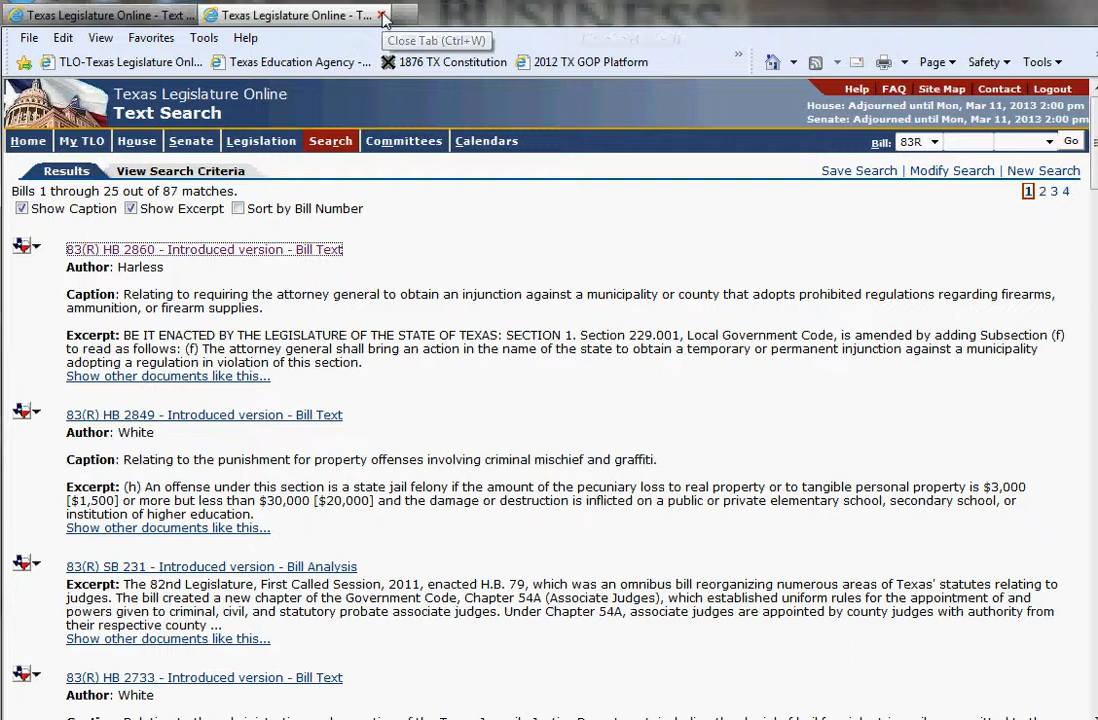 BUSINESS
Texas Legislature Online - Text ...
Texas Legislature Online - T...
File Edit View Favorites Tools Help
Close Tab (Ctrl+W)
TLO-Texas Legislature Onl... Texas Education Agency -... 1876 TX Constitution 2012 TX GOP Platform » Page Safety Tools
Texas Legislature Online
Text Search
Help FAQ Site Map Contact Logout
House: Adjourned until Mon, Mar 11, 2013 2:00 pm
Senate: Adjourned until Mon, Mar 11, 2013 2:00 pm
Home My TLO House Senate Legislation Search Committees Calendars Bill: 83R Go
Results View Search Criteria Save Search | Modify Search | New Search
Bills 1 through 25 out of 87 matches. 1 2 3 4
Show Caption Show Excerpt Sort by Bill Number
83(R) HB 2860 - Introduced version - Bill Text
Author: Harless
Caption: Relating to requiring the attorney general to obtain an injunction against a municipality or county that adopts prohibited regulations regarding firearms,
ammunition, or firearm supplies.
Excerpt: BE IT ENACTED BY THE LEGISLATURE OF THE STATE OF TEXAS: SECTION 1. Section 229.001, Local Government Code, is amended by adding Subsection (f)
to read as follows: (f) The attorney general shall bring an action in the name of the state to obtain a temporary or permanent injunction against a municipality
adopting a regulation in violation of this section.
Show other documents like this...
83(R) HB 2849 - Introduced version - Bill Text
Author: White
Caption: Relating to the punishment for property offenses involving criminal mischief and graffiti.
Excerpt: (h) An offense under this section is a state jail felony if the amount of the pecuniary loss to real property or to tangible personal property is $3,000
[$1,500] or more but less than $30,000 [$20,000] and the damage or destruction is inflicted on a public or private elementary school, secondary school, or
institution of higher education.
Show other documents like this...
83(R) SB 231 - Introduced version - Bill Analysis
Excerpt: The 82nd Legislature, First Called Session, 2011, enacted H.B. 79, which was an omnibus bill reorganizing numerous areas of Texas' statutes relating to
judges. The bill created a new chapter of the Government Code, Chapter 54A (Associate Judges), which established uniform rules for the appointment of and
powers given to criminal, civil, and statutory probate associate judges. Under Chapter 54A, associate judges are appointed by county judges with authority from
their respective county ...
Show other documents like this...
83(R) HB 2733 - Introduced version - Bill Text
Author: White